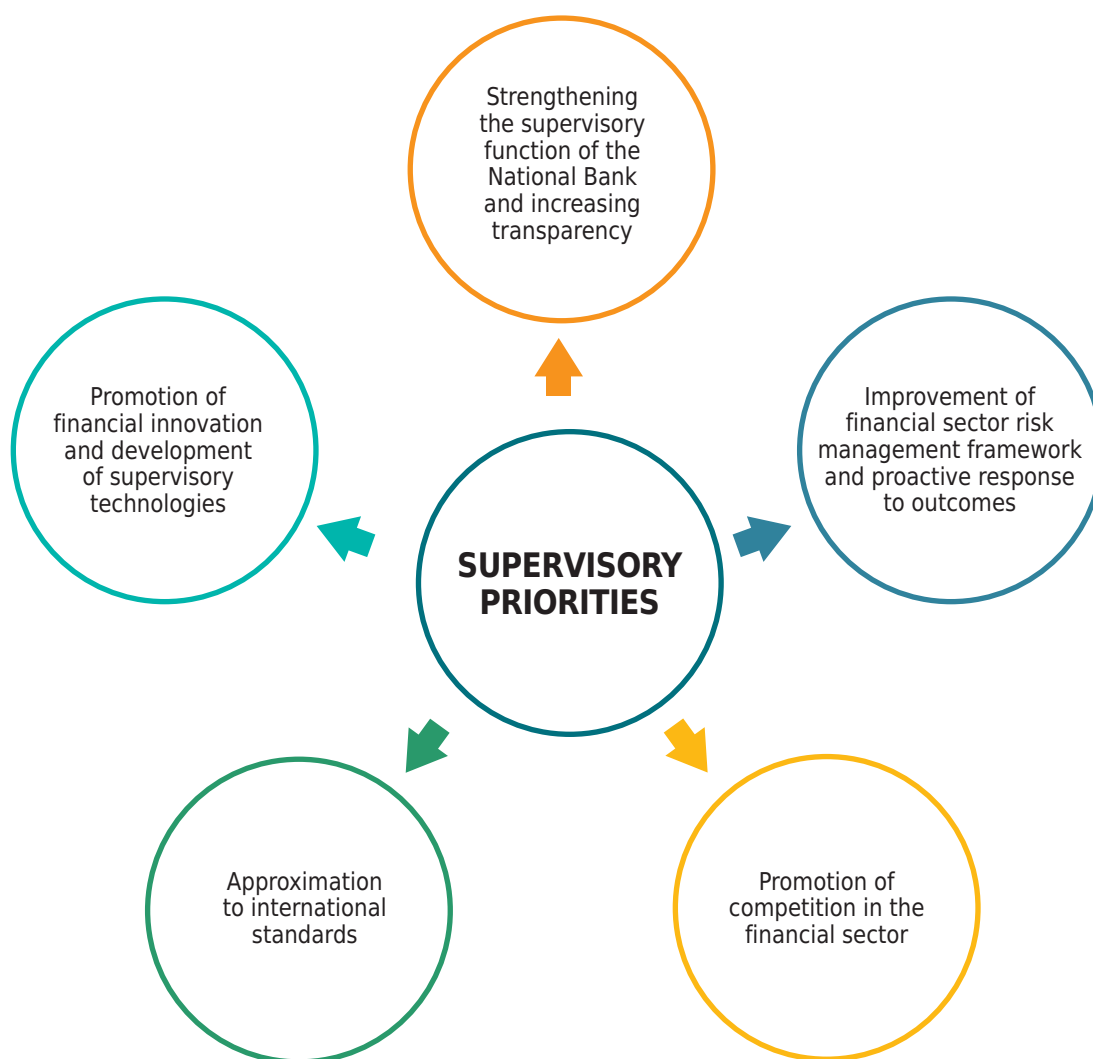 Strengthening
the supervisory
function of the
National Bank
and increasing
transparency
Promotion of
financial innovation
and development
of supervisory
technologies
Improvement of
financial sector risk
management framework
and proactive response
to outcomes
SUPERVISORY
PRIORITIES
Approximation
to international
standards
Promotion of
competition in the
financial sector